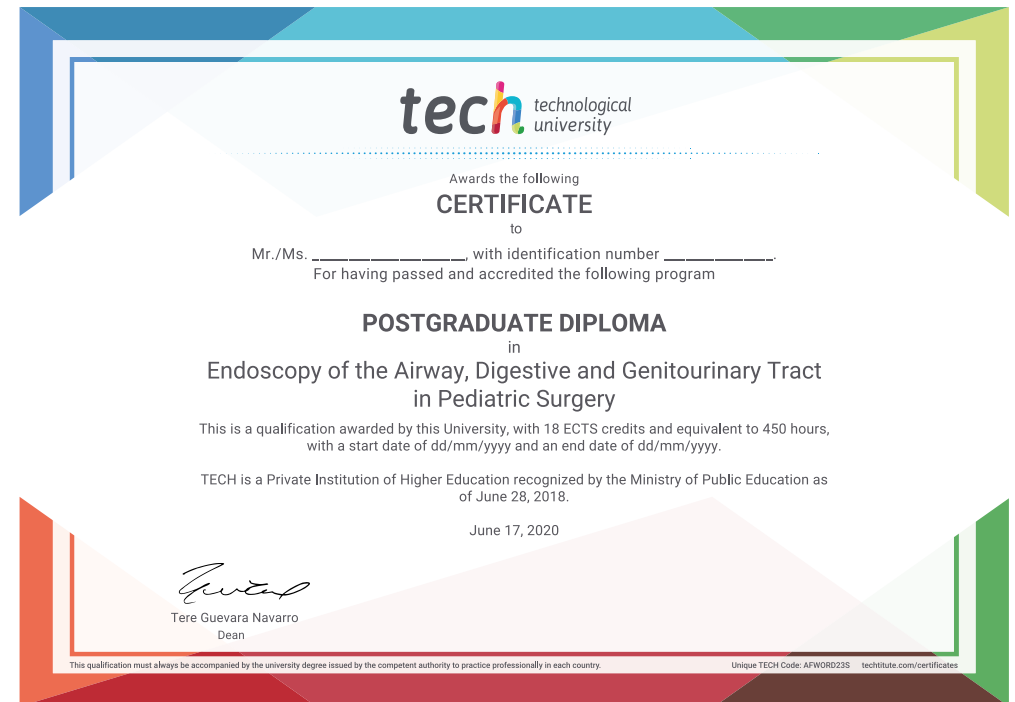 tech technological
university
Awards the following
CERTIFICATE
to
Mr./Ms. ____________________, with identification number ______________.
For having passed and accredited the following program
POSTGRADUATE DIPLOMA
in
Endoscopy of the Airway, Digestive and Genitourinary Tract
in Pediatric Surgery
This is a qualification awarded by this University, with 18 ECTS credits and equivalent to 450 hours,
with a start date of dd/mm/yyyy and an end date of dd/mm/yyyy.
TECH is a Private Institution of Higher Education recognized by the Ministry of Public Education as
of June 28, 2018.
June 17, 2020
Tere Guevara Navarro
Dean
This qualification must always be accompanied by the university degree issued by the competent authority to practice professionally in each country.
Unique TECH Code: AFWORD23S techtitute.com/certificates